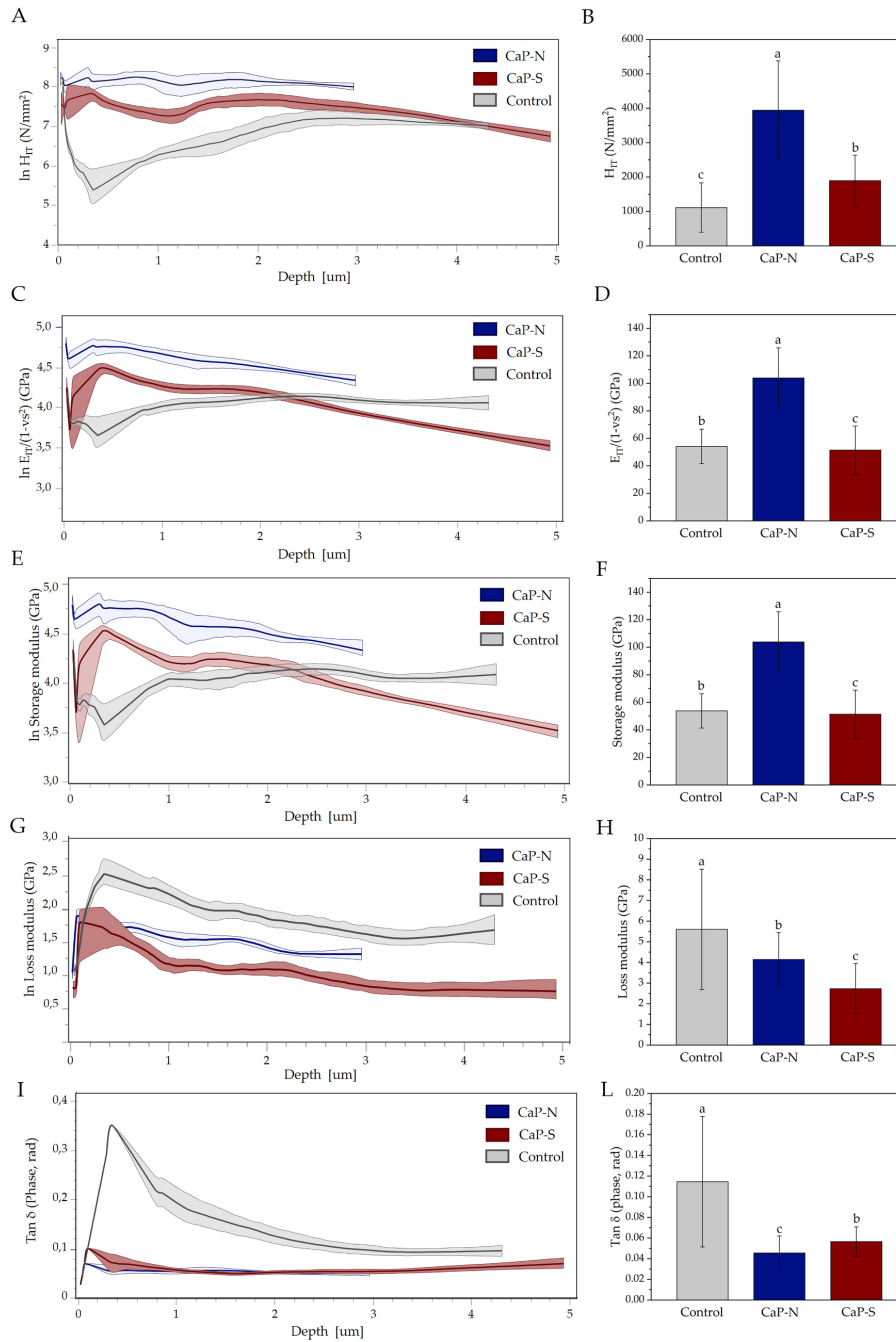 A
9
8
7
6
5
4
ln H_IT (N/mm²)
0
1
2
3
4
5
Depth [um]
CaP-N
CaP-S
Control
B
6000
5000
4000
3000
2000
1000
0
H_IT (N/mm²)
c
a
b
Control
CaP-N
CaP-S
C
5,0
4,5
4,0
3,5
3,0
ln E_IT/(1-vs²) (GPa)
0
1
2
3
4
5
Depth [um]
CaP-N
CaP-S
Control
D
140
120
100
80
60
40
20
0
E_IT/(1-vs²) (GPa)
b
a
c
Control
CaP-N
CaP-S
E
5,0
4,5
4,0
3,5
3,0
ln Storage modulus (GPa)
0
1
2
3
4
5
Depth [um]
CaP-N
CaP-S
Control
F
140
120
100
80
60
40
20
0
Storage modulus (GPa)
b
a
c
Control
CaP-N
CaP-S
G
3,0
2,5
2,0
1,5
1,0
0,5
ln Loss modulus (GPa)
0
1
2
3
4
5
Depth [um]
CaP-N
CaP-S
Control
H
10
9
8
7
6
5
4
3
2
1
0
Loss modulus (GPa)
a
b
c
Control
CaP-N
CaP-S
I
0,4
0,3
0,2
0,1
0
Tan δ (Phase, rad)
0
1
2
3
4
5
Depth [um]
CaP-N
CaP-S
Control
L
0.20
0.18
0.16
0.14
0.12
0.10
0.08
0.06
0.04
0.02
0.00
Tan δ (phase, rad)
a
c
b
Control
CaP-N
CaP-S